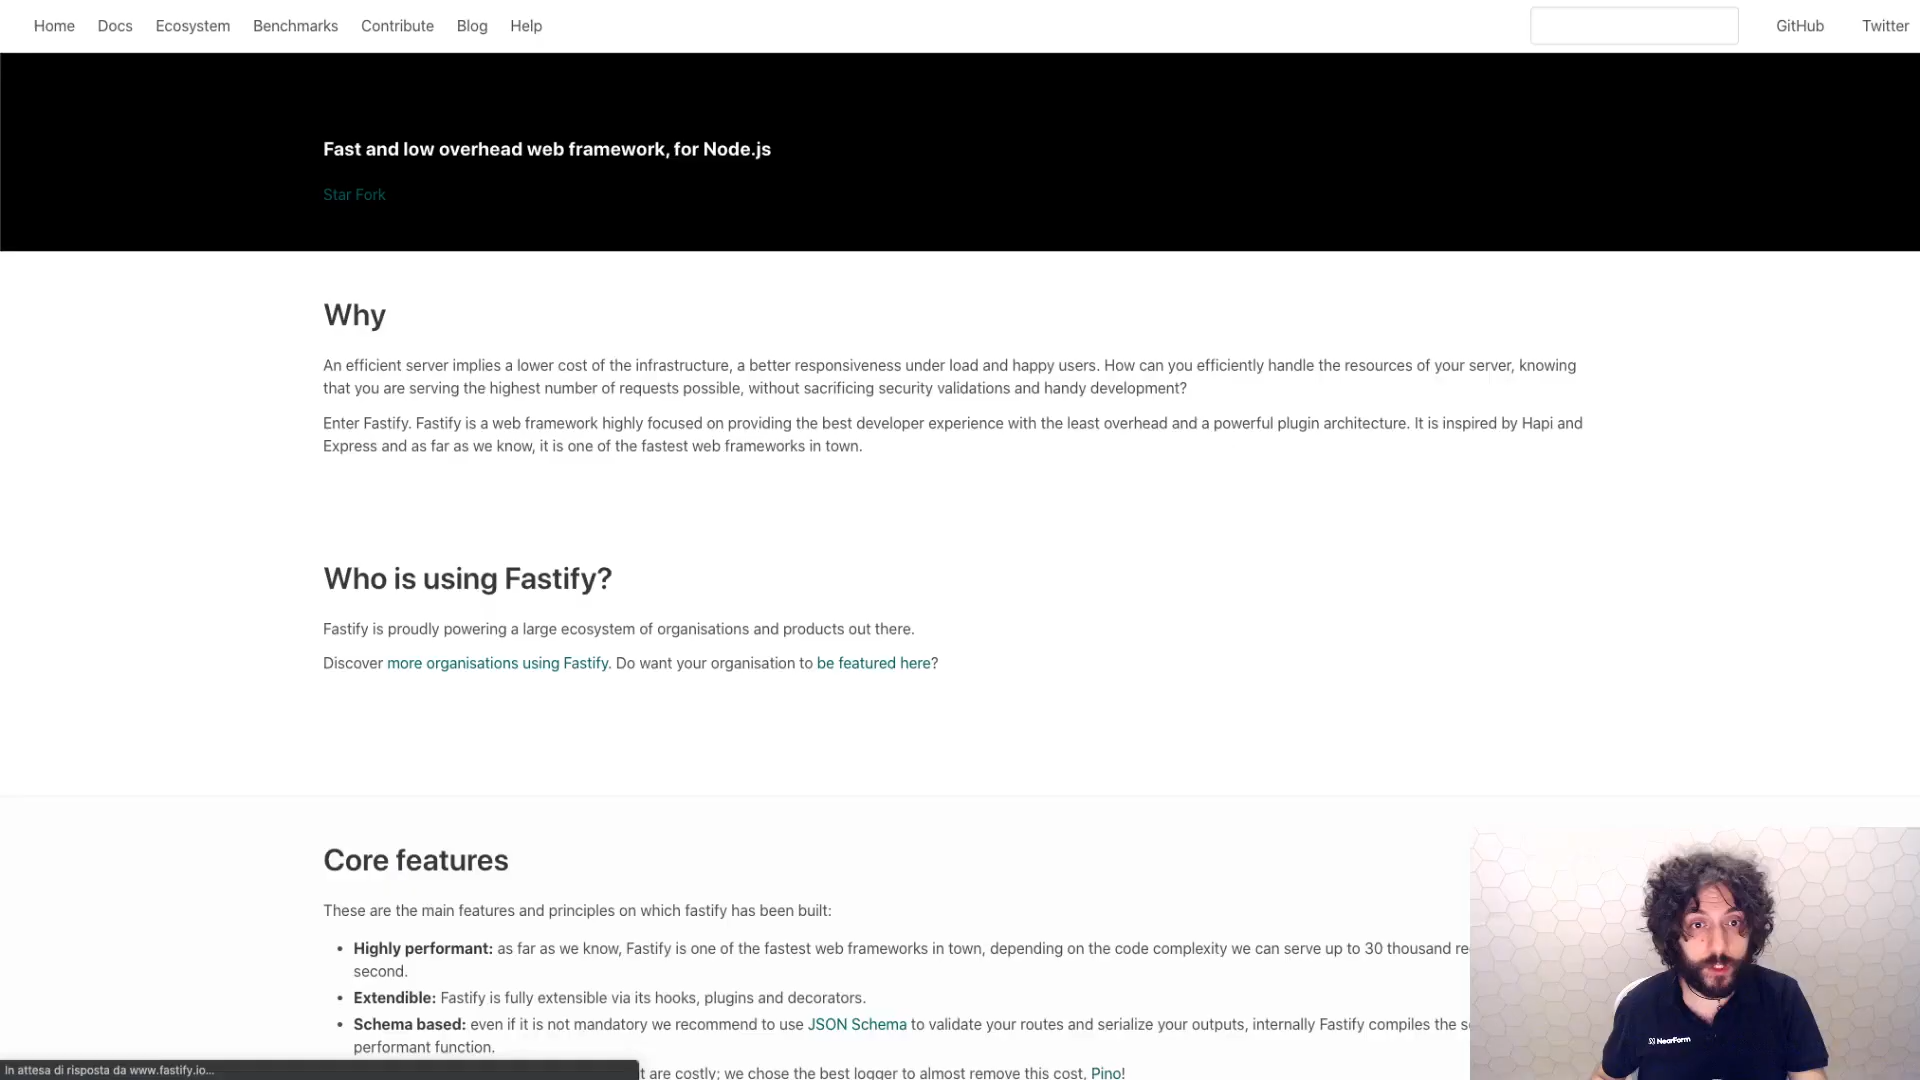 Home Docs Ecosystem Benchmarks Contribute Blog Help GitHub Twitter
Fast and low overhead web framework, for Node.js
Star Fork
Why
An efficient server implies a lower cost of the infrastructure, a better responsiveness under load and happy users. How can you efficiently handle the resources of your server, knowing
that you are serving the highest number of requests possible, without sacrificing security validations and handy development?
Enter Fastify. Fastify is a web framework highly focused on providing the best developer experience with the least overhead and a powerful plugin architecture. It is inspired by Hapi and
Express and as far as we know, it is one of the fastest web frameworks in town.
Who is using Fastify?
Fastify is proudly powering a large ecosystem of organisations and products out there.
Discover more organisations using Fastify. Do want your organisation to be featured here?
Core features
These are the main features and principles on which fastify has been built:
• Highly performant: as far as we know, Fastify is one of the fastest web frameworks in town, depending on the code complexity we can serve up to 30 thousand re
second.
• Extendible: Fastify is fully extensible via its hooks, plugins and decorators.
• Schema based: even if it is not mandatory we recommend to use JSON Schema to validate your routes and serialize your outputs, internally Fastify compiles the s
performant function.
t are costly; we chose the best logger to almost remove this cost, Pino!
In attesa di risposta da www.fastify.io...
NearForm